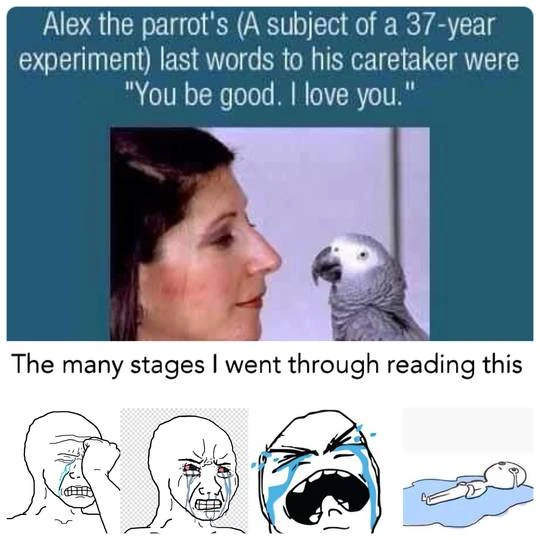 Alex the parrot's (A subject of a 37-year
experiment) last words to his caretaker were
"You be good. I love you."
The many stages I went through reading this